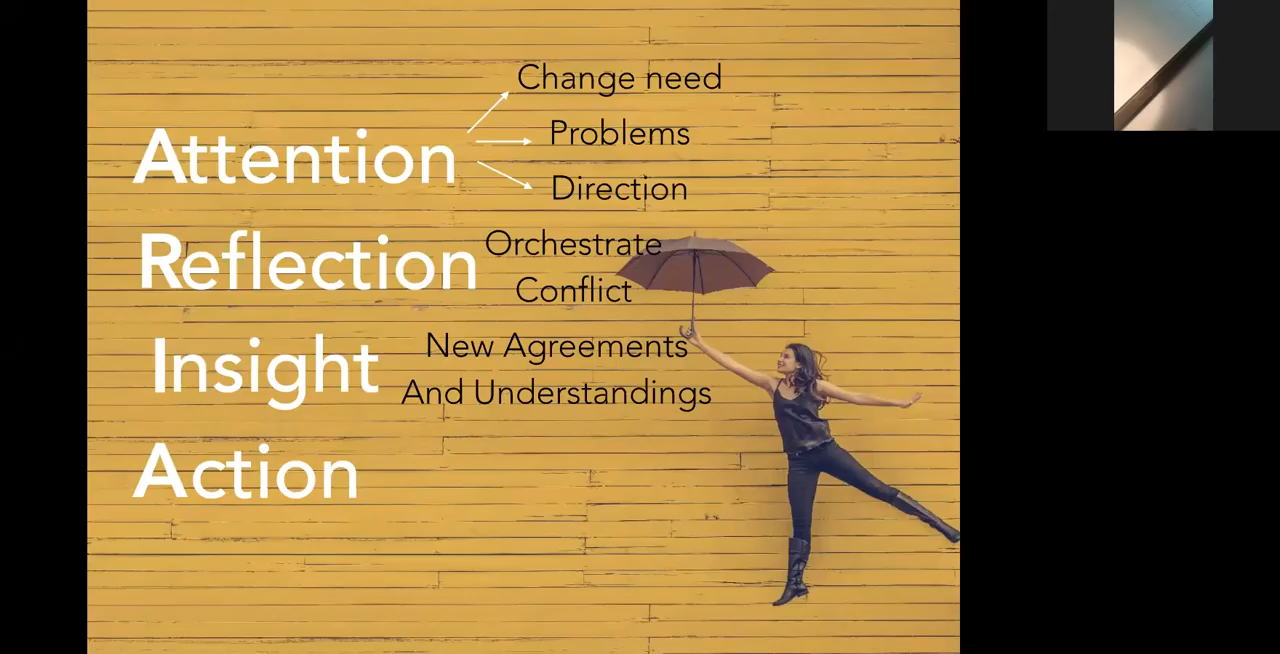 Attention
Change need
Problems
Direction
Reflection
Orchestrate
Conflict
Insight
New Agreements
And Understandings
Action